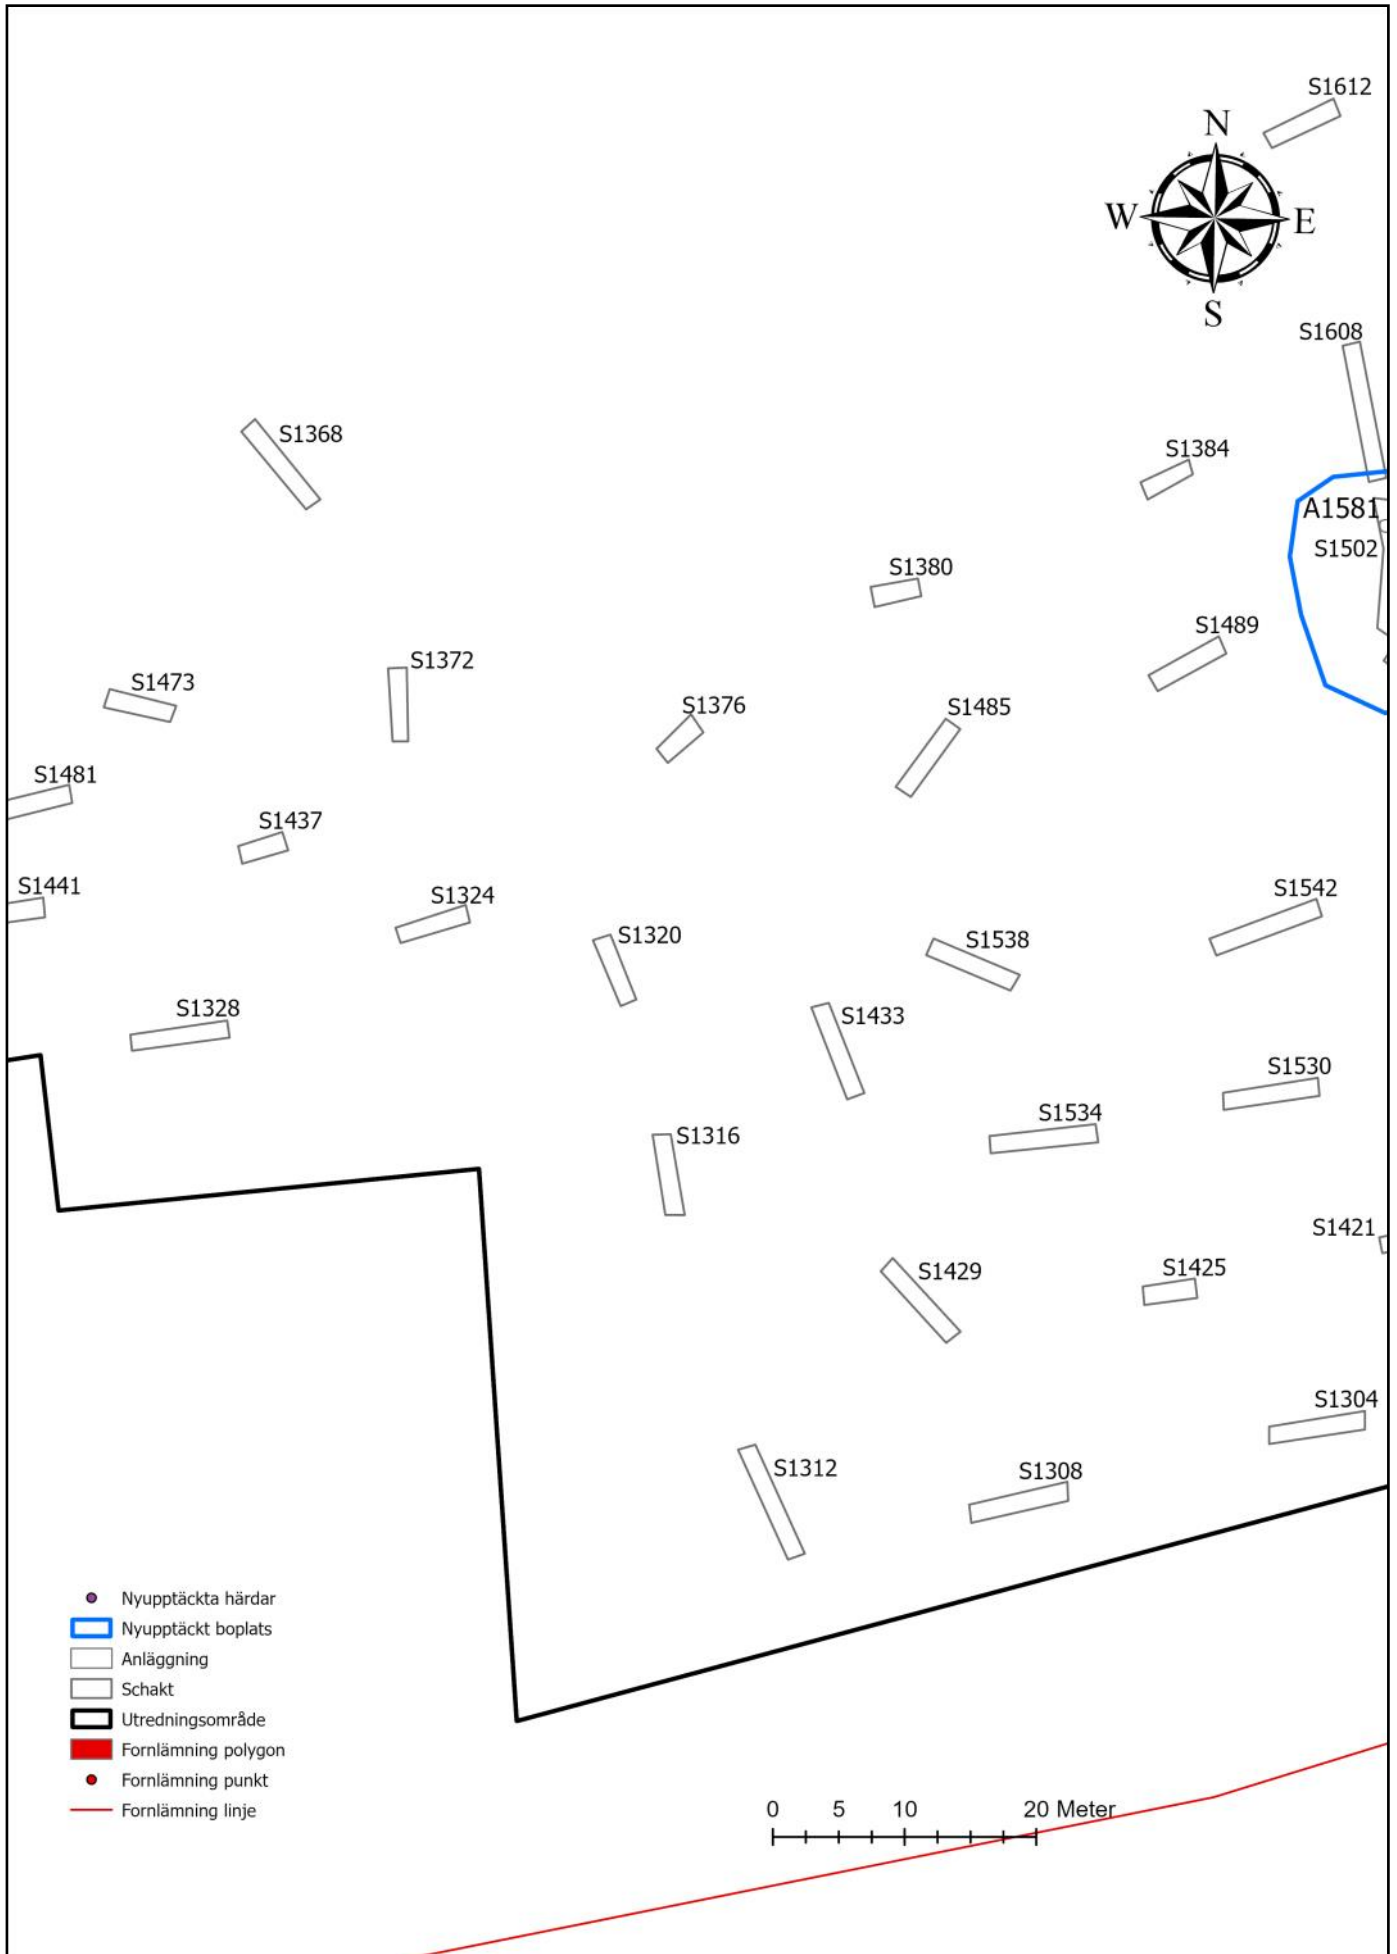 S1612
N
W
E
S
S1608
S1368
S1384
A1581
S1502
S1380
S1489
S1372
S1473
S1376
S1485
S1481
S1437
S1441
S1324
S1542
S1320
S1538
S1328
S1433
S1530
S1534
S1316
S1421
S1425
S1429
S1304
S1312
S1308
Nyupptäckta härdar
Nyupptäckt boplats
Anläggning
Schakt
Utredningsområde
Fornlämning polygon
Fornlämning punkt
Fornlämning linje
0 5 10 20 Meter